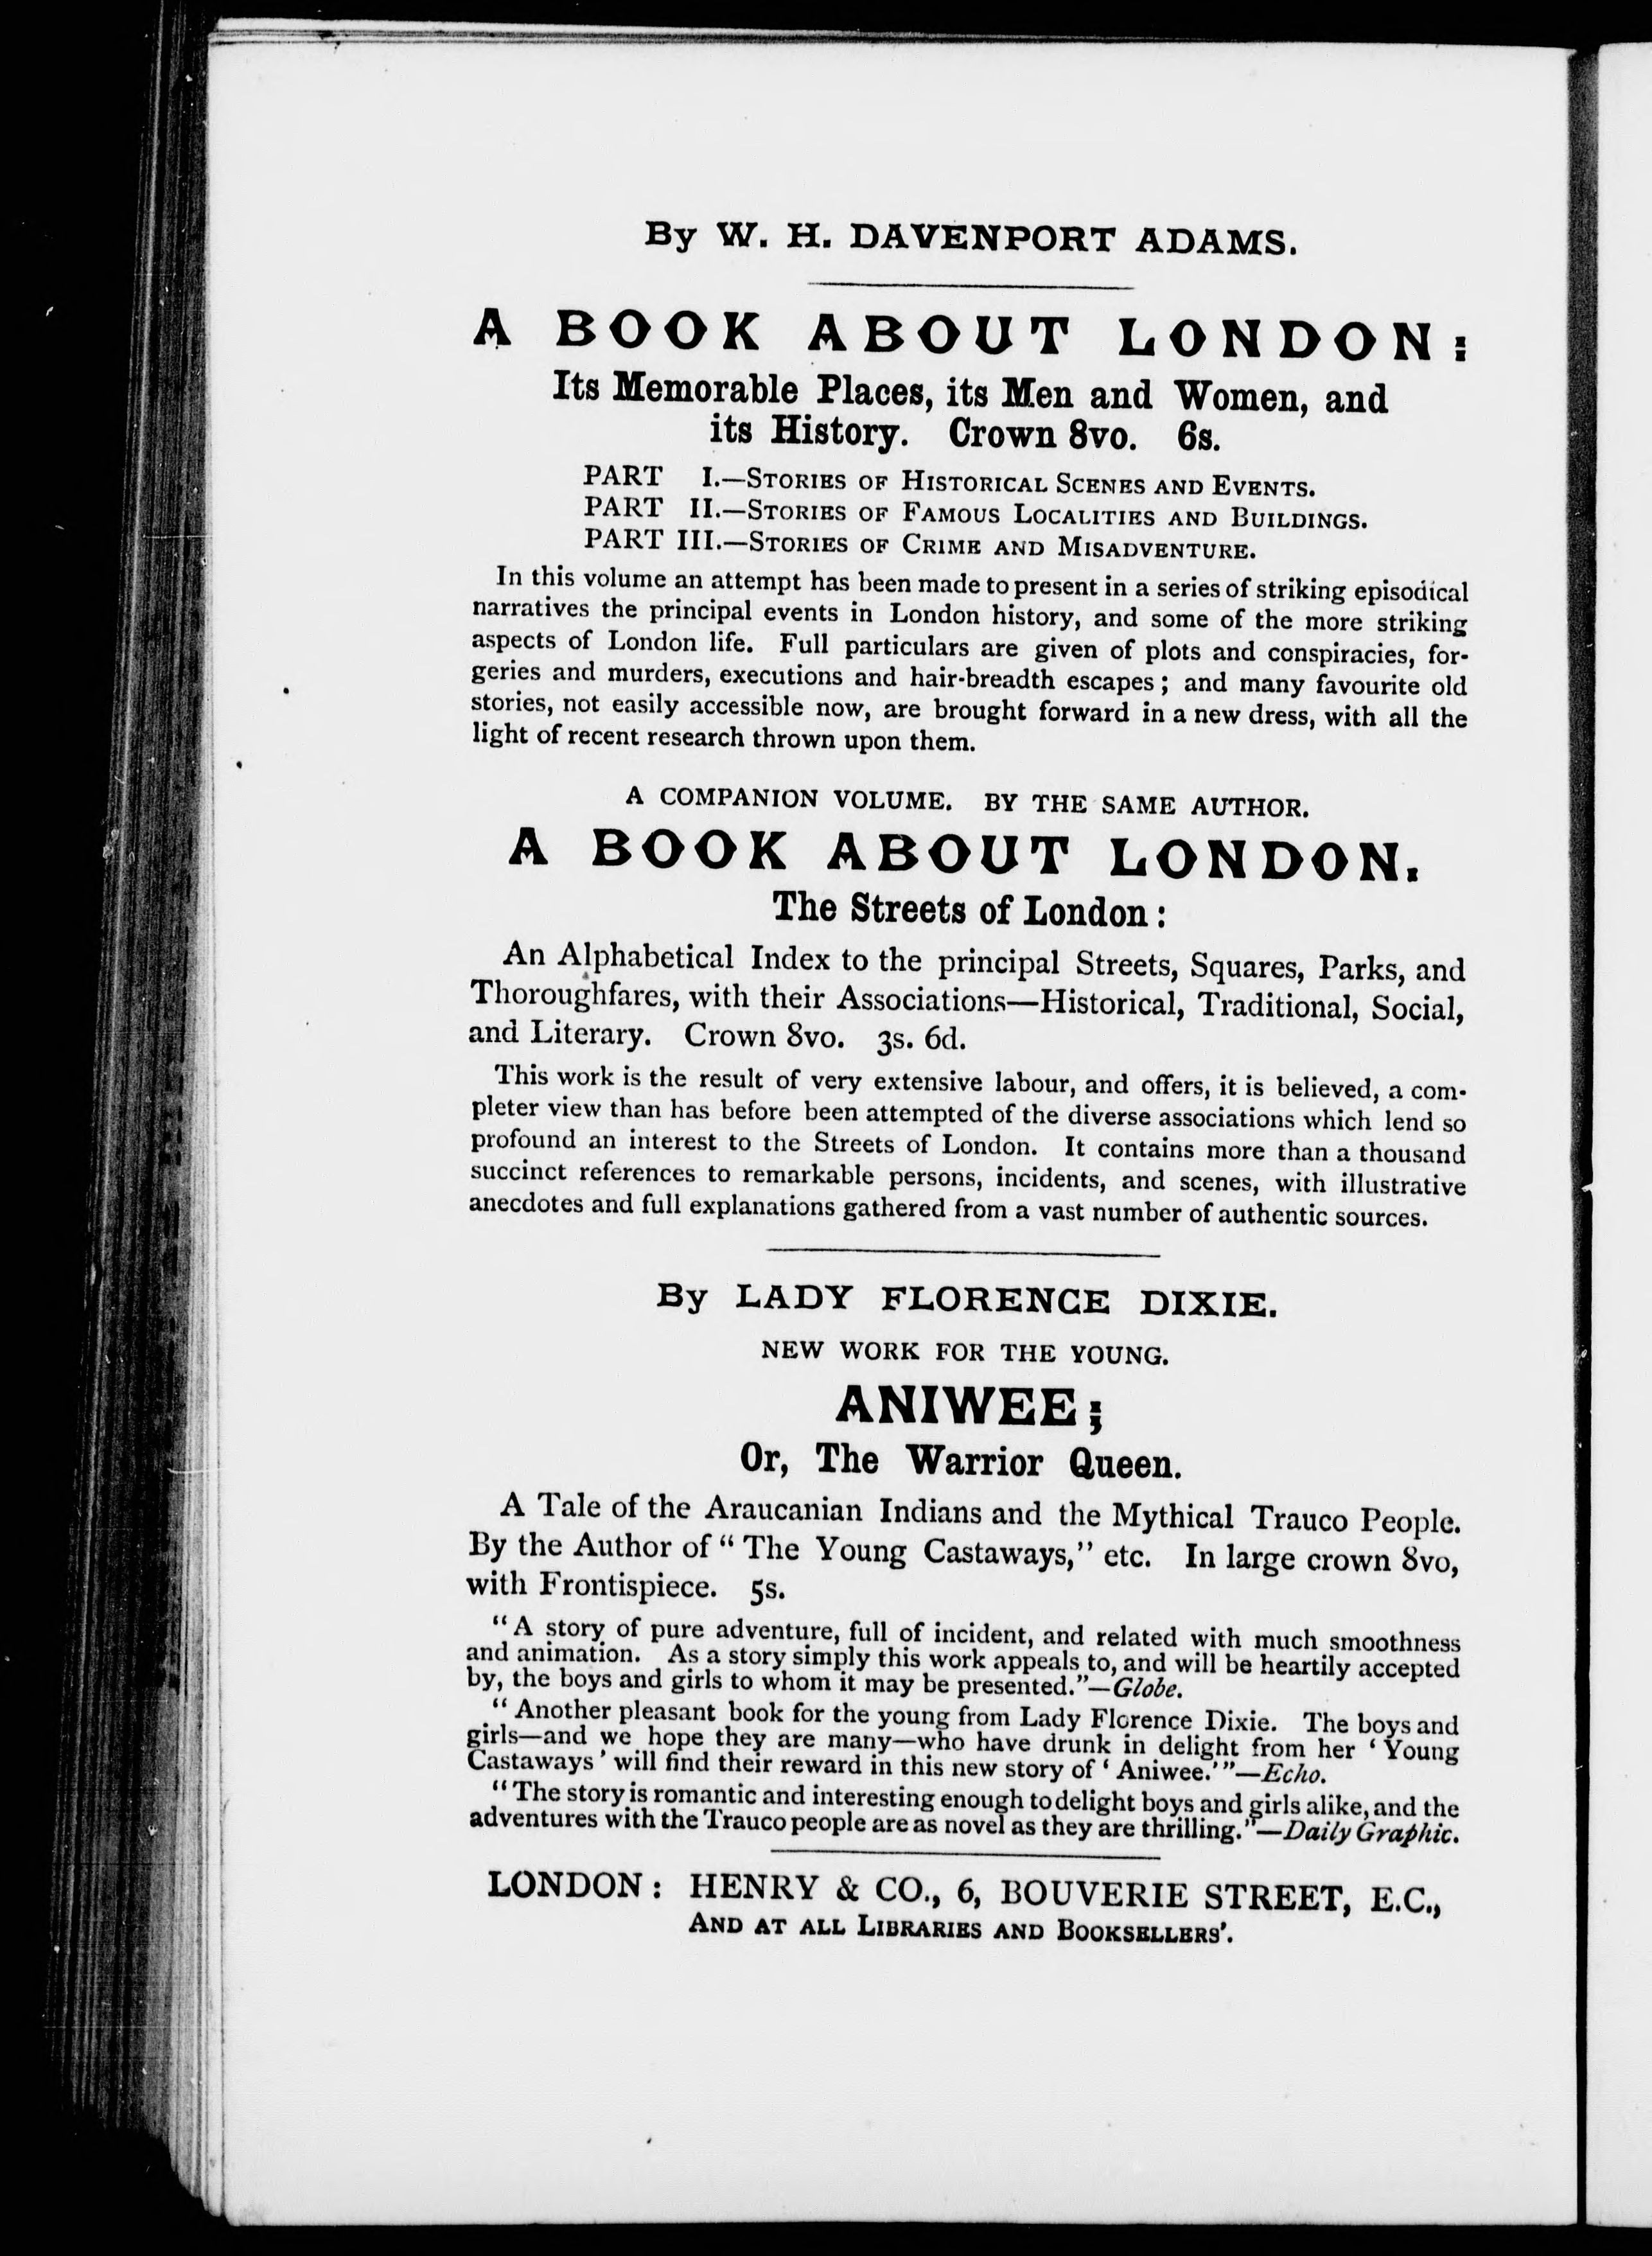 By W. H. DAVENPORT ADAMS.
A BOOK ABOUT LONDON:
Its Memorable Places, its Men and Women, and
its History. Crown 8vo. 6s.
PART I.—STORIES OF HISTORICAL SCENES AND EVENTS.
PART II.—STORIES OF FAMOUS LOCALITIES AND BUILDINGS.
PART III.—STORIES OF CRIME AND MISADVENTURE.
In this volume an attempt has been made to present in a series of striking episodical
narratives the principal events in London history, and some of the more striking
aspects of London life. Full particulars are given of plots and conspiracies, for-
geries and murders, executions and hair-breadth escapes; and many favourite old
stories, not easily accessible now, are brought forward in a new dress, with all the
light of recent research thrown upon them.
A COMPANION VOLUME. BY THE SAME AUTHOR.
A BOOK ABOUT LONDON.
The Streets of London:
An Alphabetical Index to the principal Streets, Squares, Parks, and
Thoroughfares, with their Associations—Historical, Traditional, Social,
and Literary. Crown 8vo. 3s. 6d.
This work is the result of very extensive labour, and offers, it is believed, a com-
pleter view than has before been attempted of the diverse associations which lend so
profound an interest to the Streets of London. It contains more than a thousand
succinct references to remarkable persons, incidents, and scenes, with illustrative
anecdotes and full explanations gathered from a vast number of authentic sources.
By LADY FLORENCE DIXIE.
NEW WORK FOR THE YOUNG.
ANIWEE;
Or, The Warrior Queen.
A Tale of the Araucanian Indians and the Mythical Trauco People.
By the Author of "The Young Castaways," etc. In large crown 8vo,
with Frontispiece. 5s.
"A story of pure adventure, full of incident, and related with much smoothness
and animation. As a story simply this work appeals to, and will be heartily accepted
by, the boys and girls to whom it may be presented."—Globe.
"Another pleasant book for the young from Lady Florence Dixie. The boys and
girls—and we hope they are many—who have drunk in delight from her 'Young
Castaways' will find their reward in this new story of 'Aniwee.'"—Echo.
"The story is romantic and interesting enough to delight boys and girls alike, and the
adventures with the Trauco people are as novel as they are thrilling."—Daily Graphic.
LONDON: HENRY & CO., 6, BOUVERIE STREET, E.C.,
AND AT ALL LIBRARIES AND BOOKSELLERS'.